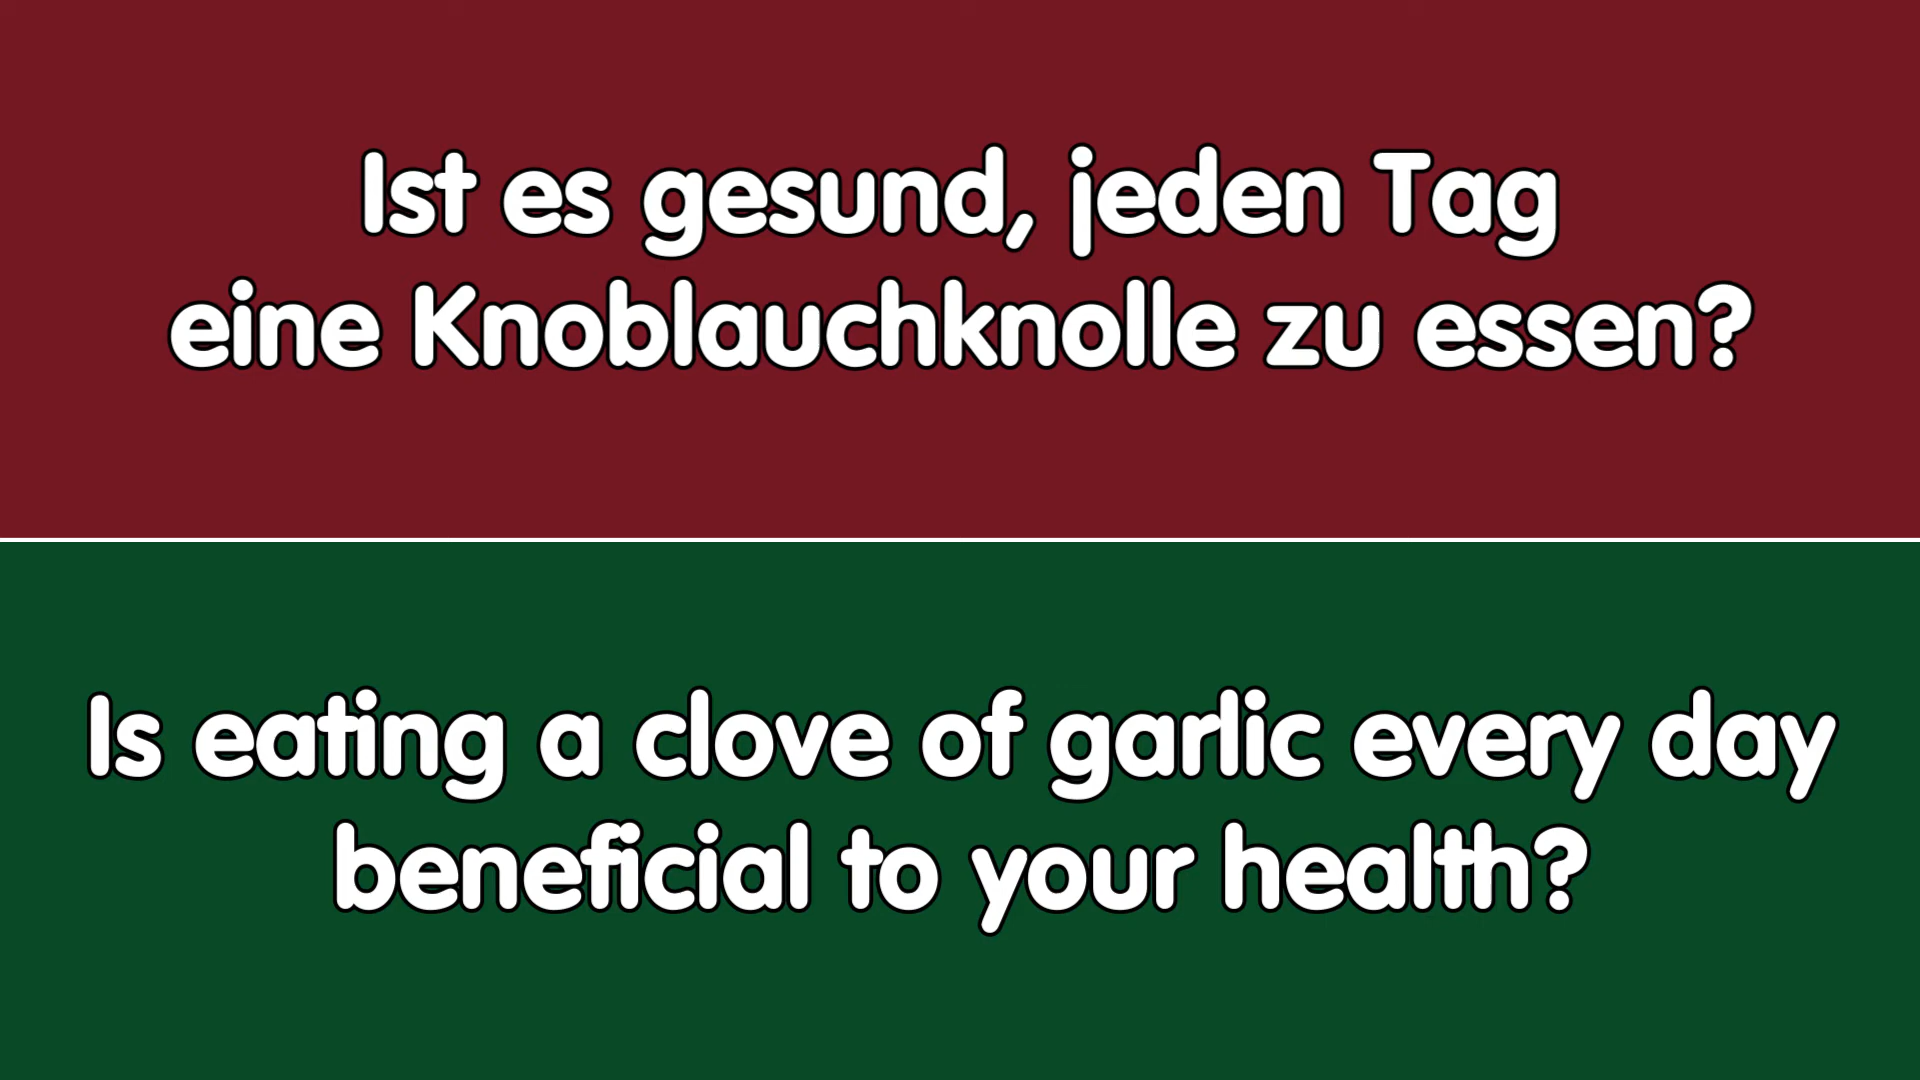 Ist es gesund, jeden Tag
eine Knoblauchknolle zu essen?
Is eating a clove of garlic every day
beneficial to your health?